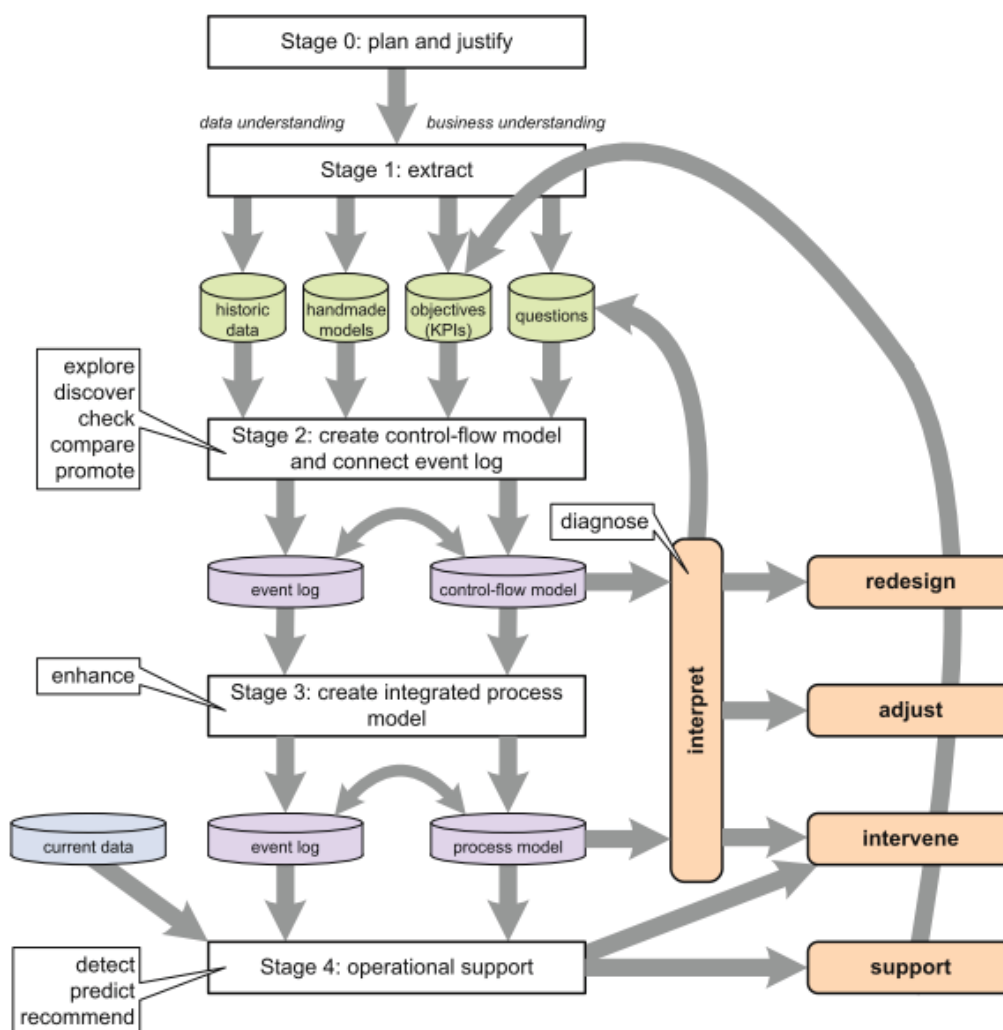 Stage 0: plan and justify
data understanding
business understanding
Stage 1: extract
historic
data
handmade
models
objectives
(KPIs)
questions
explore
discover
check
compare
promote
Stage 2: create control-flow model
and connect event log
diagnose
event log
control-flow model
redesign
enhance
Stage 3: create integrated process
model
interpret
adjust
current data
event log
process model
intervene
detect
predict
recommend
Stage 4: operational support
support